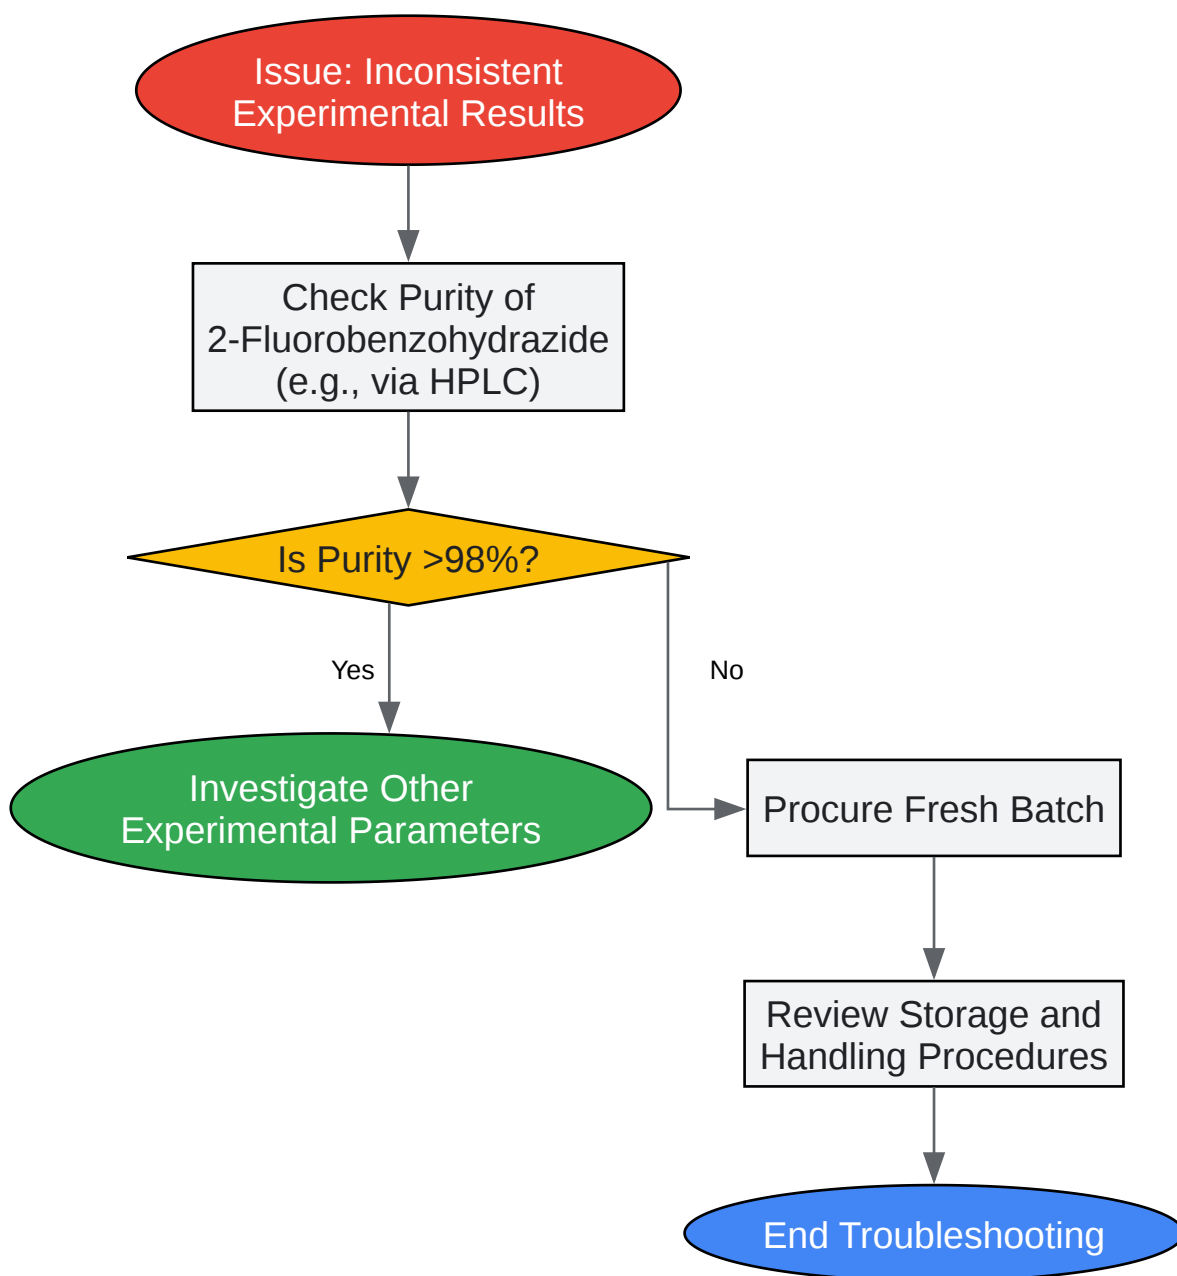 Issue: Inconsistent
Experimental Results
Check Purity of
2-Fluorobenzohydrazide
(e.g., via HPLC)
Is Purity >98%?
Yes
No
Investigate Other
Experimental Parameters
Procure Fresh Batch
Review Storage and
Handling Procedures
End Troubleshooting